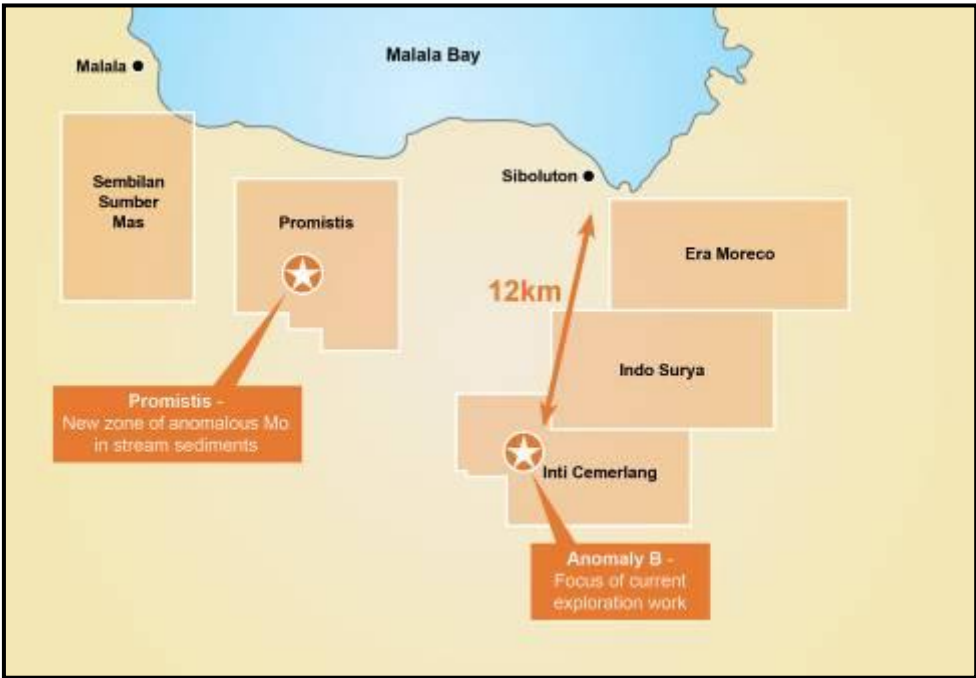 Malala Bay
Malala
Sembilan
Sumber
Mas
Promistis
Siboluton
Era Moreco
12km
Indo Surya
Promistis -
New zone of anomalous Mo
in stream sediments
Inti Cemerlang
Anomaly B -
Focus of current
exploration work